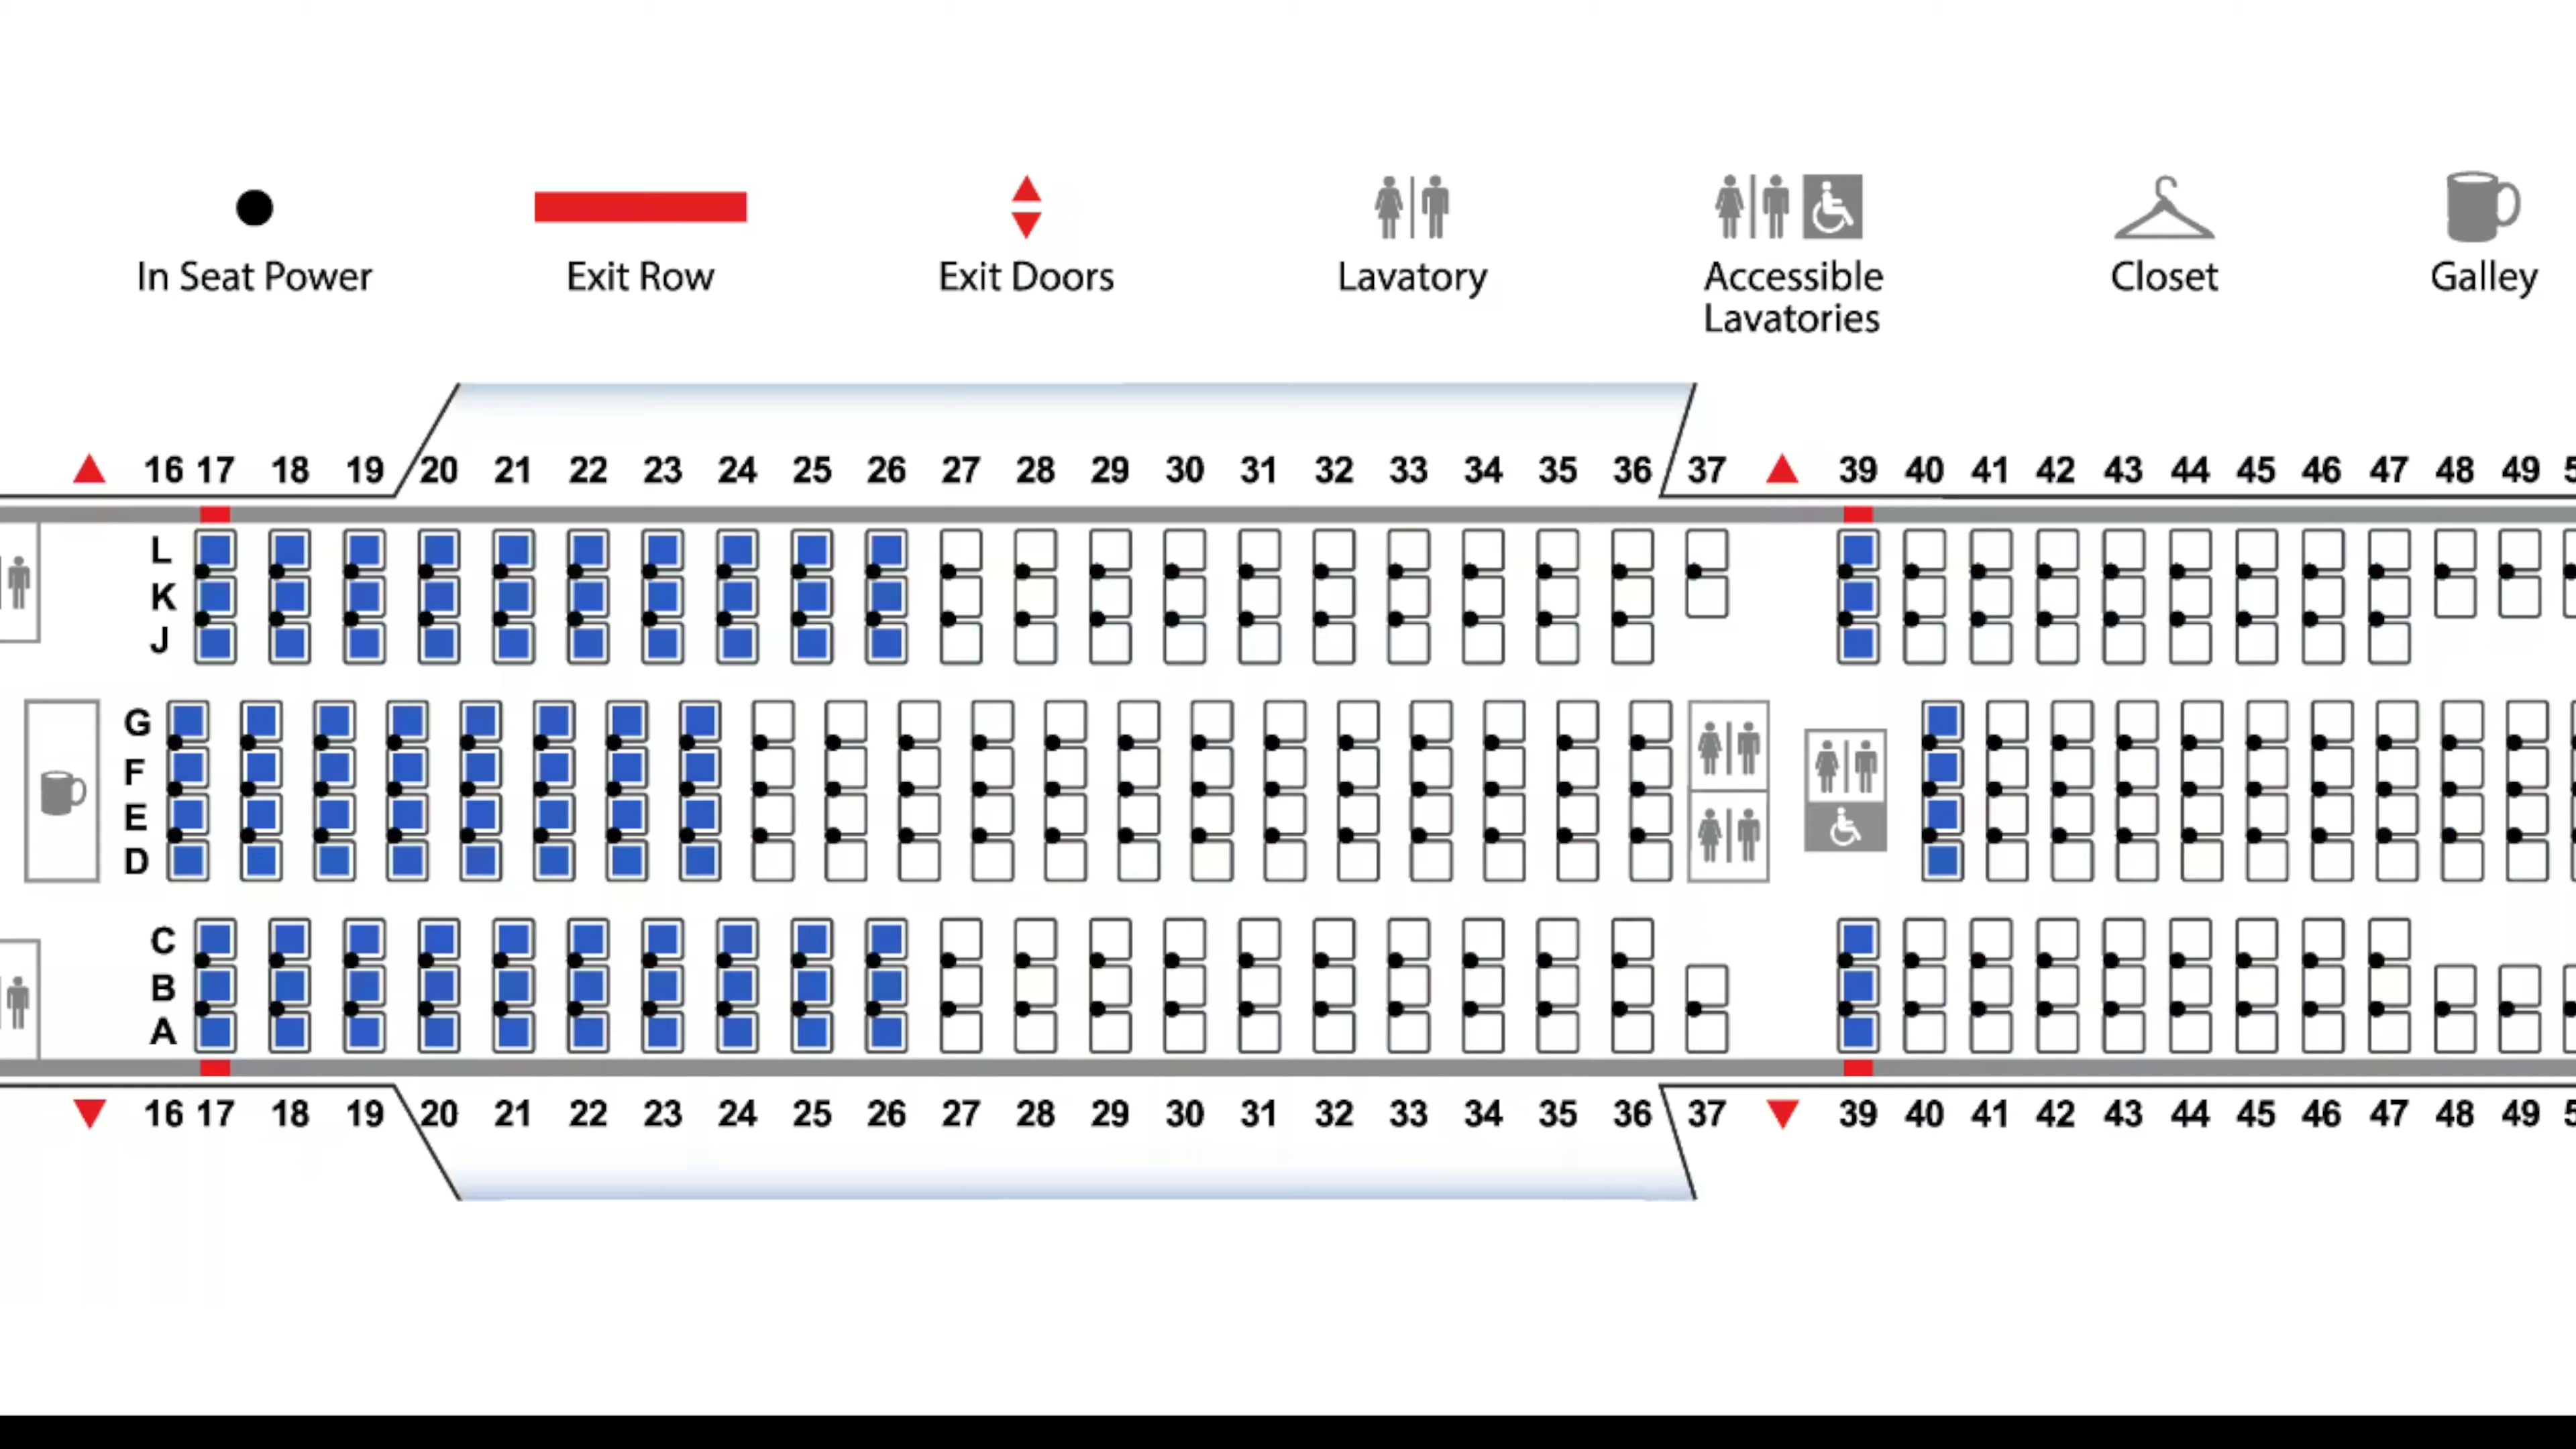 In Seat Power
Exit Row
Exit Doors
Lavatory
Accessible
Lavatories
Closet
Galley
16 17 18 19 20 21 22 23 24 25 26 27 28 29 30 31 32 33 34 35 36 37 39 40 41 42 43 44 45 46 47 48 49
L
K
J
G
F
E
D
C
B
A
16 17 18 19 20 21 22 23 24 25 26 27 28 29 30 31 32 33 34 35 36 37 39 40 41 42 43 44 45 46 47 48 49